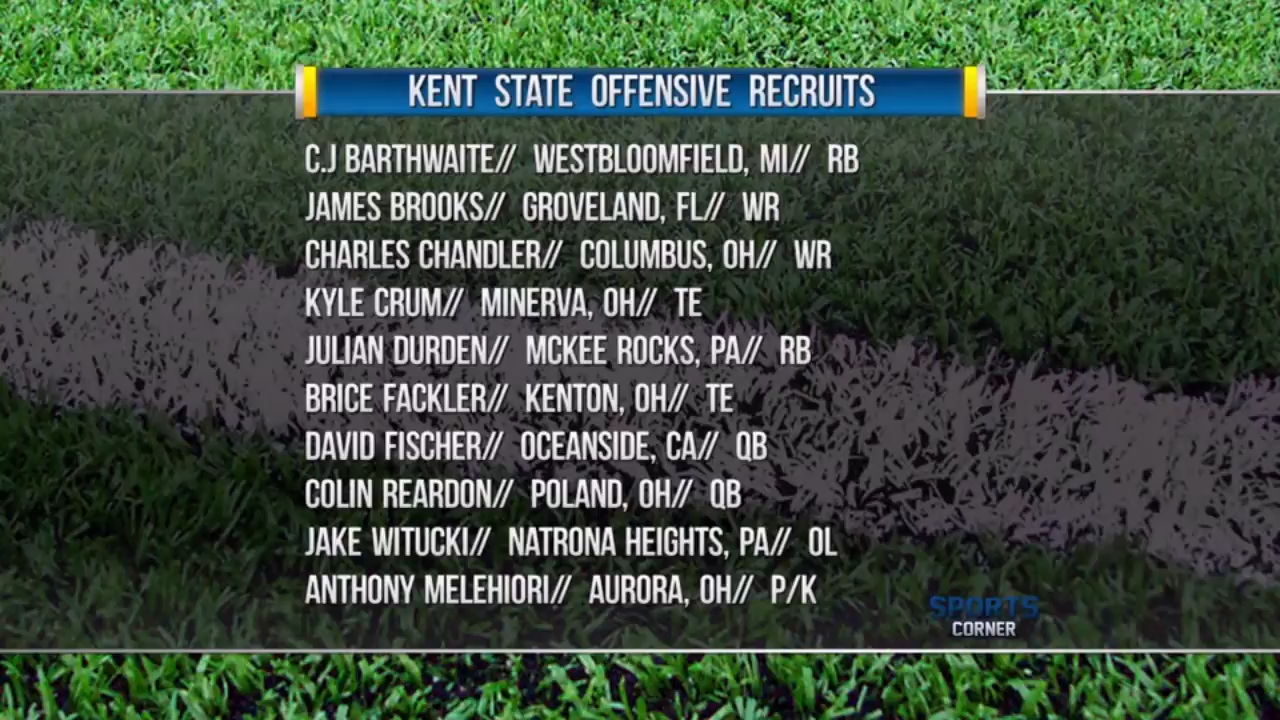 KENT STATE OFFENSIVE RECRUITS
C.J BARTHWAITE// WESTBLOOMFIELD, MI// RB
JAMES BROOKS// GROVELAND, FL// WR
CHARLES CHANDLER// COLUMBUS, OH// WR
KYLE CRUM// MINERVA, OH// TE
JULIAN DURDEN// MCKEE ROCKS, PA// RB
BRICE FACKLER// KENTON, OH// TE
DAVID FISCHER// OCEANSIDE, CA// QB
COLIN REARDON// POLAND, OH// QB
JAKE WITUCKI// NATRONA HEIGHTS, PA// OL
ANTHONY MELEHIORI// AURORA, OH// P/K
SPORTS
CORNER